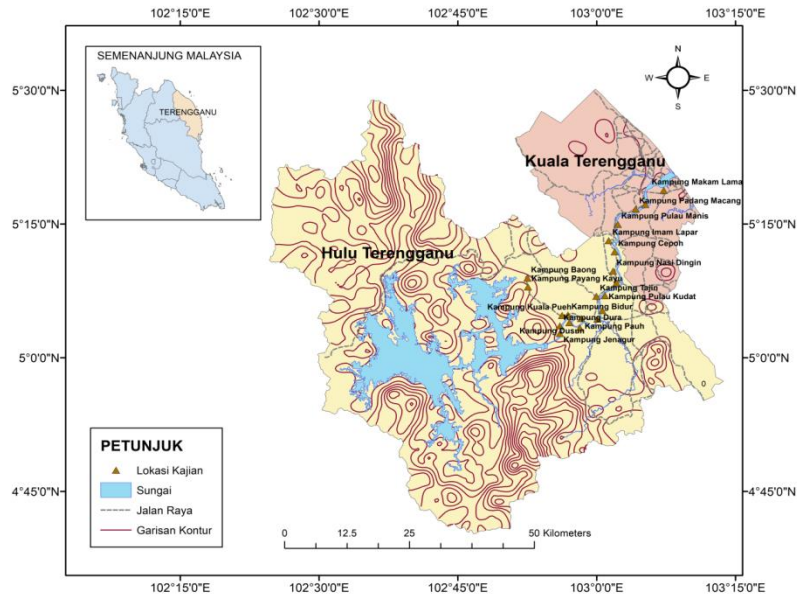 102°15'0"E 102°30'0"E 102°45'0"E 103°0'0"E 103°15'0"E
SEMENANJUNG MALAYSIA
TERENGGANU
N
W E
S
5°30'0"N 5°30'0"N
Kuala Terengganu
Kampung Makam Lama
Kampung Padang Macang
Kampung Pulau Manis
5°15'0"N 5°15'0"N
Kampung Imam Lapar
Kampung Cepoh
Hulu Terengganu
Kampung Nasi Dingin
Kampung Baong
Kampung Payang Kayu
Kampung Tajin
Kampung Pulau Kudat
Kampung Kuala Pueh
Kampung Bidur
Kampung Dura
Kampung Pauh
Kampung Dusun
Kampung Jenagur
5°0'0"N 5°0'0"N
0
PETUNJUK
Lokasi Kajian
Sungai
Jalan Raya
Garisan Kontur
4°45'0"N 4°45'0"N
0 12.5 25 50 Kilometers
102°15'0"E 102°30'0"E 102°45'0"E 103°0'0"E 103°15'0"E